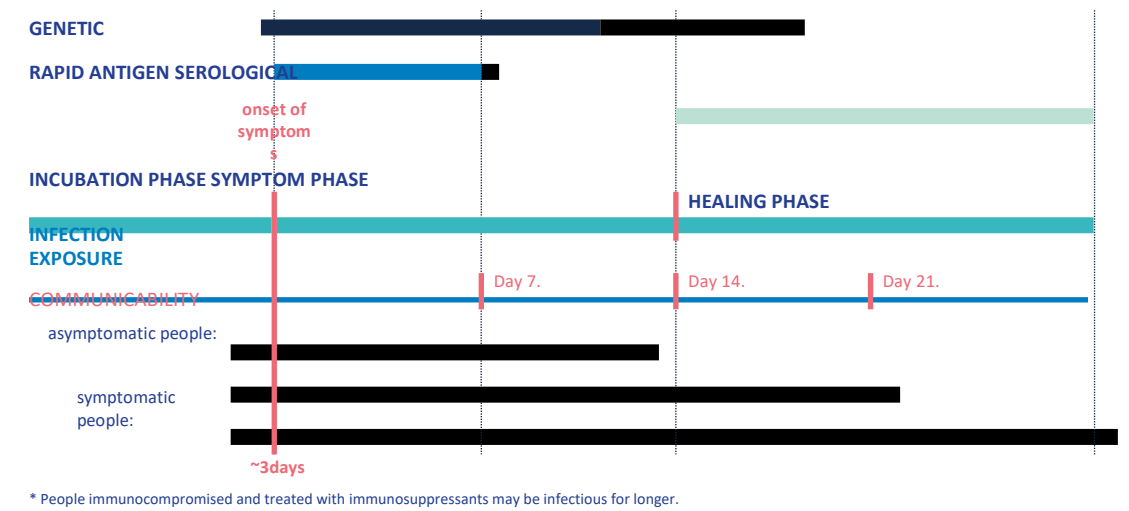 GENETIC
RAPID ANTIGEN SEROLOGICAL
onset of
symptom
s
INCUBATION PHASE SYMPTOM PHASE
HEALING PHASE
INFECTION
EXPOSURE
Day 7.
Day 14.
Day 21.
COMMUNICABILITY
asymptomatic people:
symptomatic
people:
~3days
* People immunocompromised and treated with immunosuppressants may be infectious for longer.